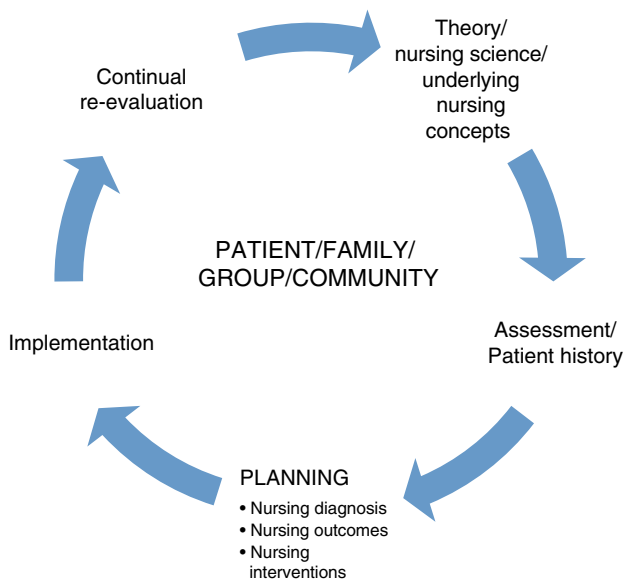 Theory/
nursing science/
underlying
nursing
concepts
Continual
re-evaluation
PATIENT/FAMILY/
GROUP/COMMUNITY
Assessment/
Patient history
Implementation
PLANNING
• Nursing diagnosis
• Nursing outcomes
• Nursing
interventions